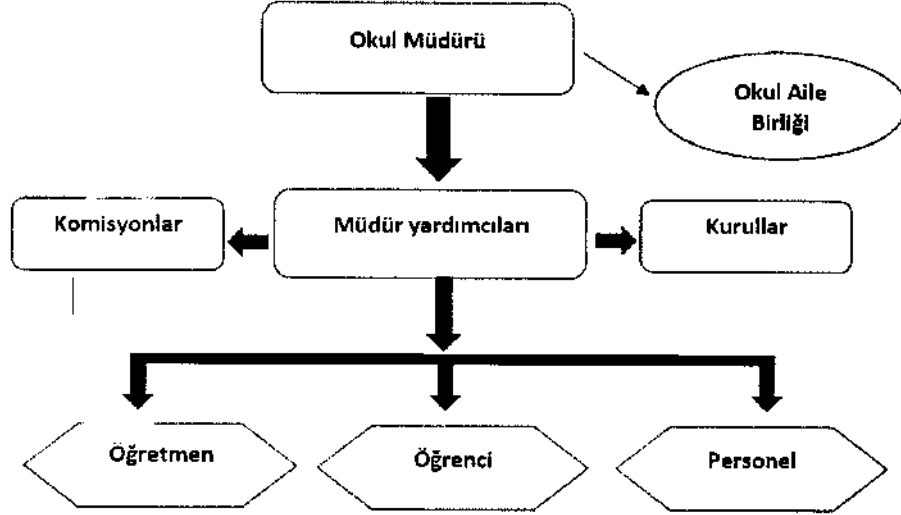 Okul Müdürü
Okul Aile
Birliği
Komisyonlar
Müdür yardımcıları
Kurullar
Öğretmen
Öğrenci
Personel